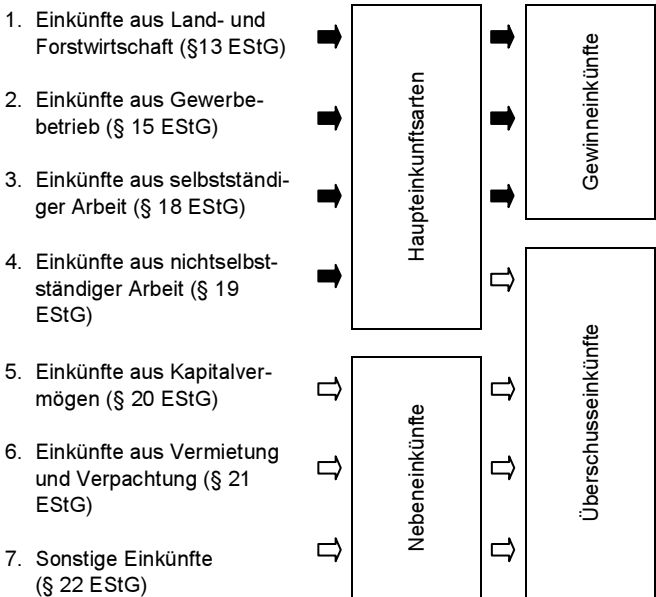 1. Einkünfte aus Land- und
Forstwirtschaft (§13 EStG)
2. Einkünfte aus Gewerbe-
betrieb (§ 15 EStG)
3. Einkünfte aus selbstständi-
ger Arbeit (§ 18 EStG)
4. Einkünfte aus nichtselbst-
ständiger Arbeit (§ 19
EStG)
5. Einkünfte aus Kapitalver-
mögen (§ 20 EStG)
6. Einkünfte aus Vermietung
und Verpachtung (§ 21
EStG)
7. Sonstige Einkünfte
(§ 22 EStG)
Haupteinkunftsarten
Nebeneinkünfte
Gewinneinkünfte
Überschusseinkünfte